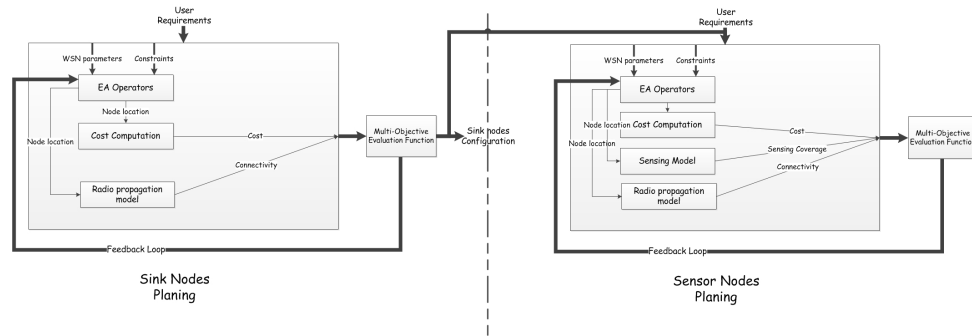 User
Requirements
WSN parameters
Constraints
EA Operators
Node location
Cost Computation
Node location
Cost
Connectivity
Radio propagation
model
Multi-Objective
Evaluation Function
Sink nodes
Configuration
Feedback Loop
Sink Nodes
Planing
User
Requirements
WSN parameters
Constraints
EA Operators
Node location
Cost Computation
Node location
Cost
Sensing Coverage
Sensing Model
Connectivity
Radio propagation
model
Multi-Objective
Evaluation Function
Feedback Loop
Sensor Nodes
Planing